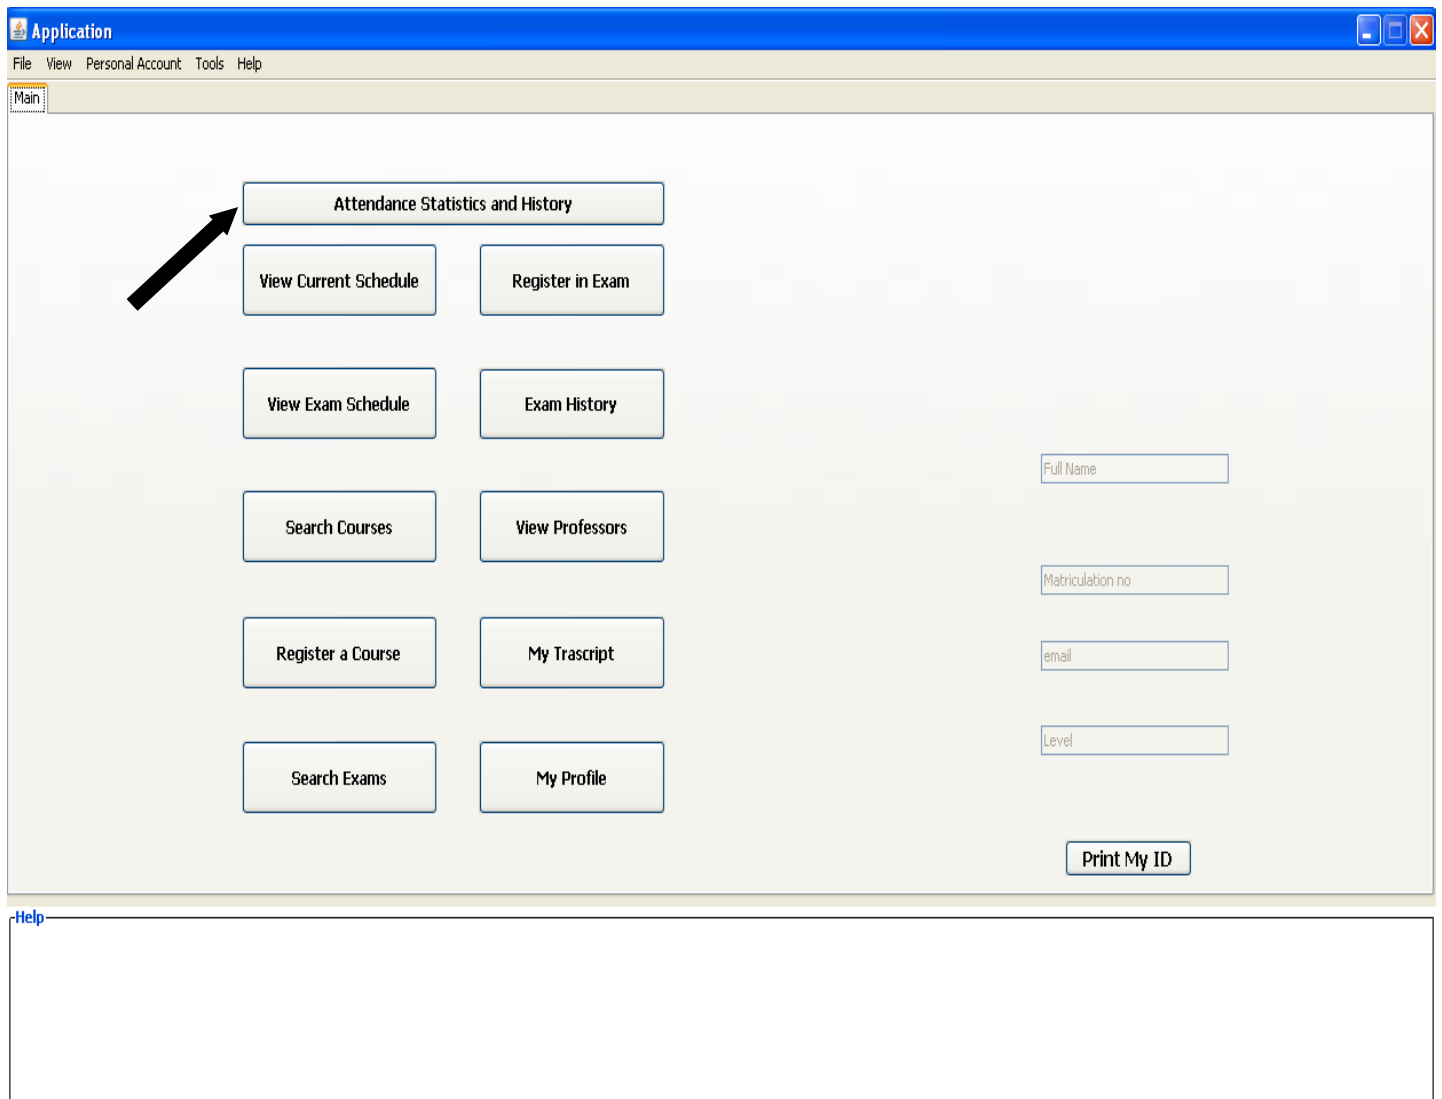 Application
File View Personal Account Tools Help
Main
Attendance Statistics and History
View Current Schedule Register in Exam
View Exam Schedule Exam History
Full Name
Search Courses View Professors
Matriculation no
Register a Course My Trascript
email
Level
Search Exams My Profile
Print My ID
Help